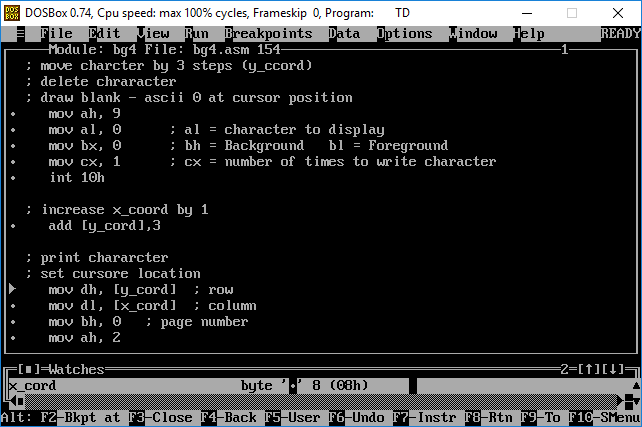 DOSBox 0.74, Cpu speed: max 100% cycles, Frameskip 0, Program: TD
≡ File Edit View Run Breakpoints Data Options Window Help READY
Module: bg4 File: bg4.asm 154 1
; move charcter by 3 steps (y_ccord)
; delete chraracter
; draw blank - ascii 0 at cursor position
mov ah, 9
mov al, 0 ; al = character to display
mov bx, 0 ; bh = Background bl = Foreground
mov cx, 1 ; cx = number of times to write character
int 10h
; increase x_coord by 1
add [y_cord],3
; print cararcter
; set cursore location
mov dh, [y_cord] ; row
mov dl, [x_cord] ; column
mov bh, 0 ; page number
mov ah, 2
[■]=Watches 2=[↑][↓]
x_cord byte '◘' 8 (08h)
Alt: F2-Bkpt at F3-Close F4-Back F5-User F6-Undo F7-Instr F8-Rtn F9-To F10-SMenu